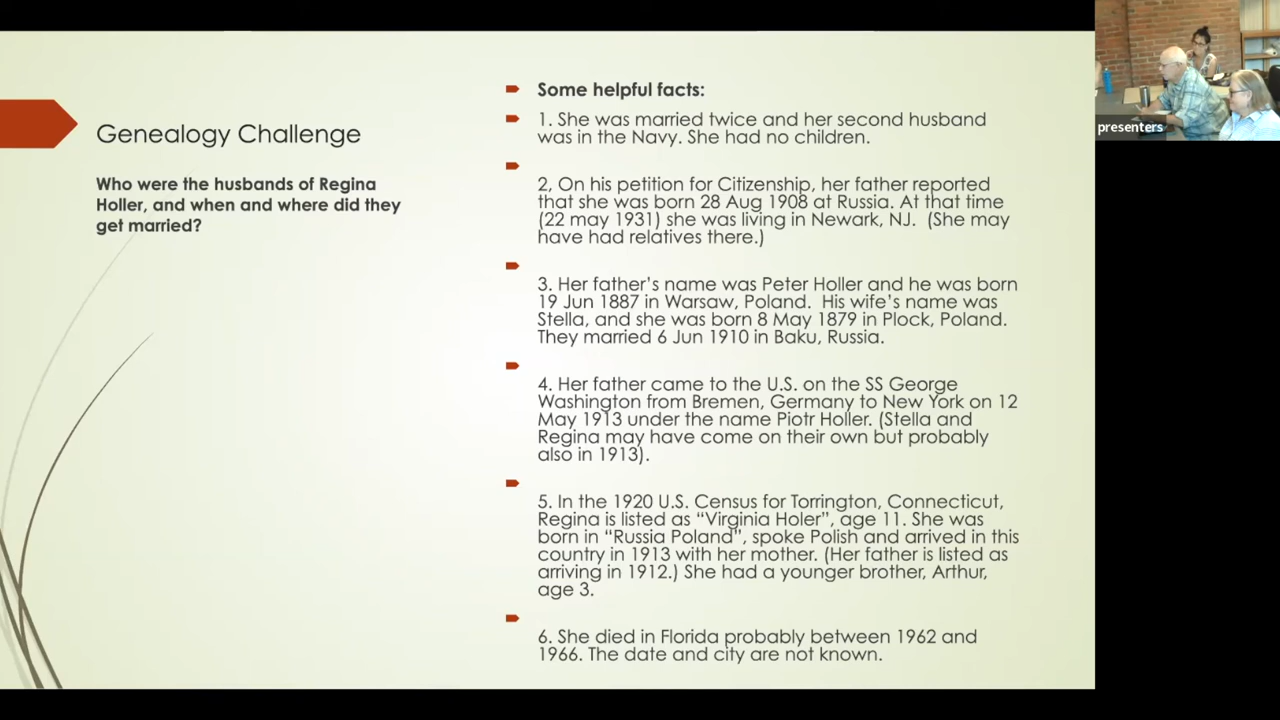 Genealogy Challenge
Who were the husbands of Regina
Holler, and when and where did they
get married?
Some helpful facts:
1. She was married twice and her second husband
was in the Navy. She had no children.
2, On his petition for Citizenship, her father reported
that she was born 28 Aug 1908 at Russia. At that time
(22 may 1931) she was living in Newark, NJ. (She may
have had relatives there.)
3. Her father’s name was Peter Holler and he was born
19 Jun 1887 in Warsaw, Poland. His wife’s name was
Stella, and she was born 8 May 1879 in Plock, Poland.
They married 6 Jun 1910 in Baku, Russia.
4. Her father came to the U.S. on the SS George
Washington from Bremen, Germany to New York on 12
May 1913 under the name Piotr Holler. (Stella and
Regina may have come on their own but probably
also in 1913).
5. In the 1920 U.S. Census for Torrington, Connecticut,
Regina is listed as “Virginia Holer”, age 11. She was
born in “Russia Poland”, spoke Polish and arrived in this
country in 1913 with her mother. (Her father is listed as
arriving in 1912.) She had a younger brother, Arthur,
age 3.
6. She died in Florida probably between 1962 and
1966. The date and city are not known.
presenters